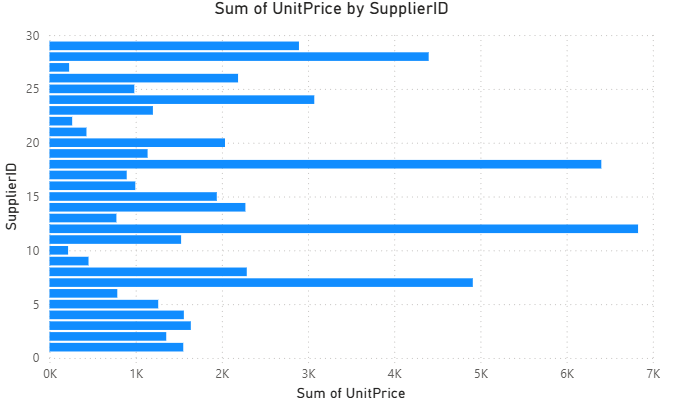 Sum of UnitPrice by SupplierID
30
25
20
15
10
5
0
SupplierID
0K 1K 2K 3K 4K 5K 6K 7K
Sum of UnitPrice